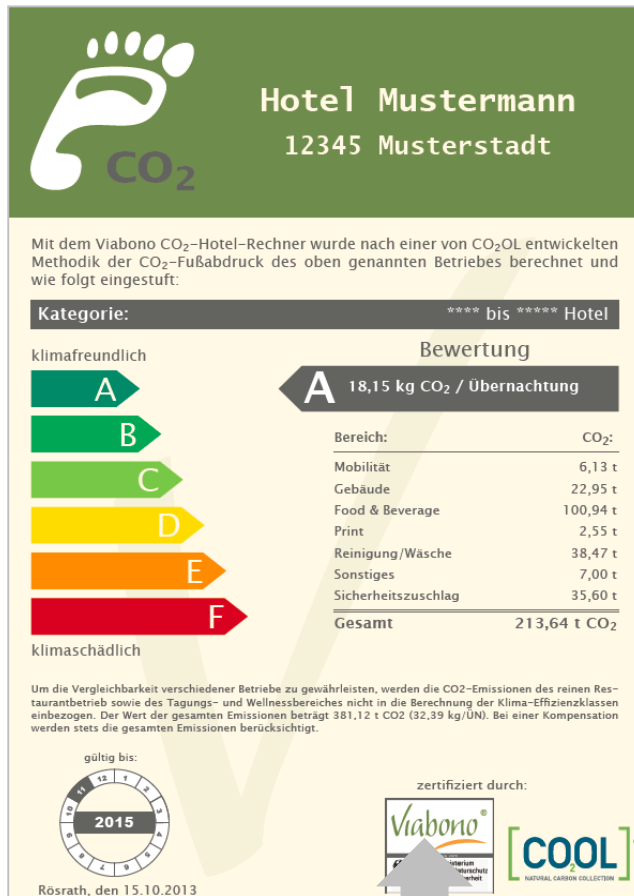 CO₂
Hotel Mustermann
12345 Musterstadt
Mit dem Viabono CO₂-Hotel-Rechner wurde nach einer von CO₂OL entwickelten
Methodik der CO₂-Fußabdruck des oben genannten Betriebes berechnet und
wie folgt eingestuft:
Kategorie: **** bis ***** Hotel
klimafreundlich
A
B
C
D
E
F
klimaschädlich
Bewertung
A 18,15 kg CO₂ / Übernachtung
Bereich: CO₂:
Mobilität 6,13 t
Gebäude 22,95 t
Food & Beverage 100,94 t
Print 2,55 t
Reinigung/Wäsche 38,47 t
Sonstiges 7,00 t
Sicherheitszuschlag 35,60 t
Gesamt 213,64 t CO₂
Um die Vergleichbarkeit verschiedener Betriebe zu gewährleisten, werden die CO2-Emissionen des reinen Res-
taurantbetrieb sowie des Tagungs- und Wellnessbereiches nicht in die Berechnung der Klima-Effizienzklassen
einbezogen. Der Wert der gesamten Emissionen beträgt 381,12 t CO2 (32,39 kg/ÜN). Bei einer Kompensation
werden stets die gesamten Emissionen berücksichtigt.
gültig bis:
12 1 2 3 4 5 6 7 8 9 10 11
2015
Rösrath, den 15.10.2013
zertifiziert durch:
Viabono®
CO₂OL
NATURAL CARBON COLLECTION